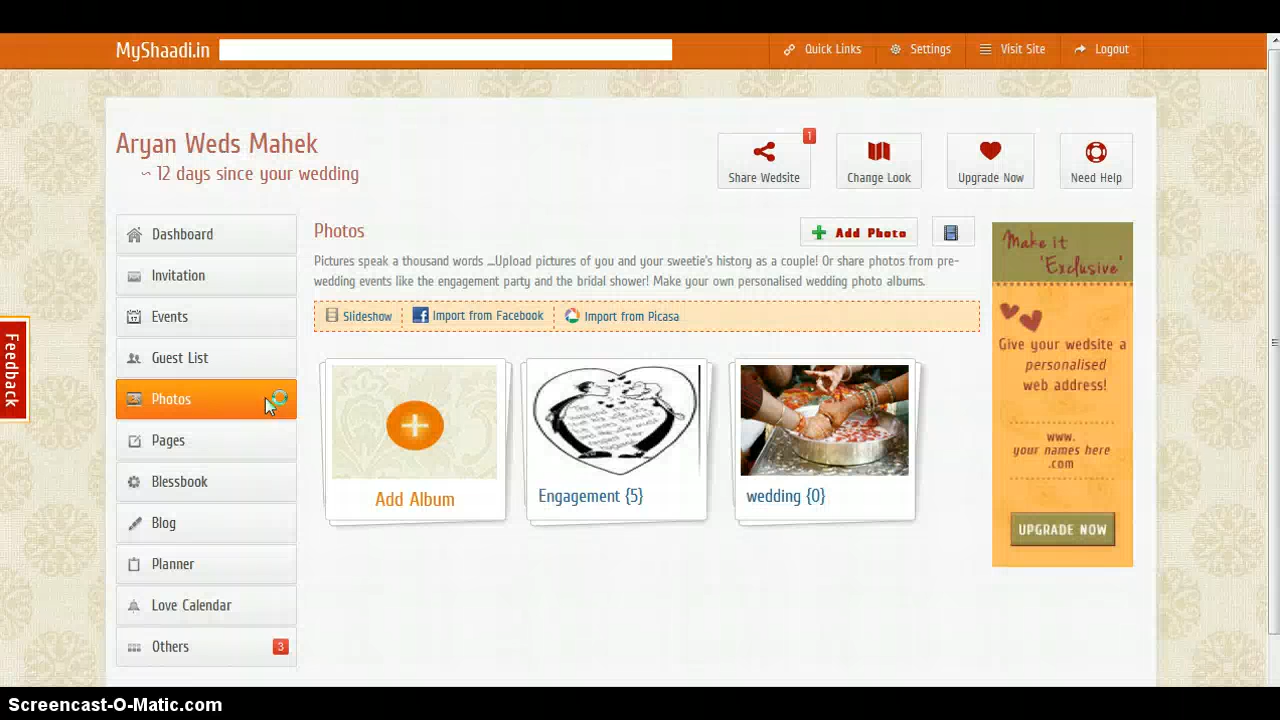 MyShaadi.in
Quick Links
Settings
Visit Site
Logout
Aryan Weds Mahek
~ 12 days since your wedding
1
Share Wedsite
Change Look
Upgrade Now
Need Help
Dashboard
Invitation
Events
Guest List
Photos
Pages
Blessbook
Blog
Planner
Love Calendar
Others
3
Feedback
Photos
Add Photo
Pictures speak a thousand words ...Upload pictures of you and your sweetie's history as a couple! Or share photos from pre-
wedding events like the engagement party and the bridal shower! Make your own personalised wedding photo albums.
Slideshow
Import from Facebook
Import from Picasa
Add Album
Engagement {5}
wedding {0}
Make it
'Exclusive'
Give your wedsite a
personalised
web address!
www.
your names here
.com
UPGRADE NOW
Screencast-O-Matic.com